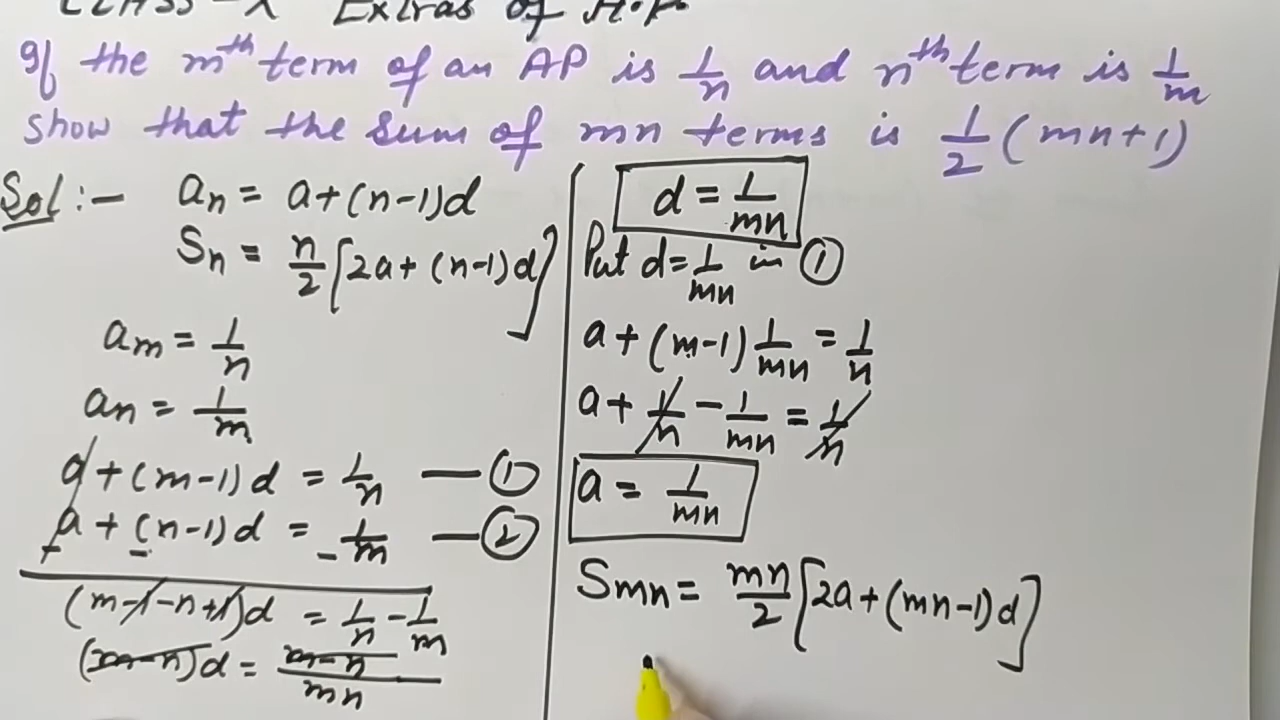 CLASS-X Extras of A.P.
If the mth term of an AP is 1/n and nth term is 1/m
show that the sum of mn terms is 1/2 (mn+1)
Sol:- an = a+(n-1)d
Sn = n/2 [2a+(n-1)d]
am = 1/n
an = 1/m
a+(m-1)d = 1/n — ①
a+(n-1)d = 1/m — ②
- - -
(m-1-n+1)d = 1/n - 1/m
(m-n)d = m-n/mn
d = 1/mn
Put d = 1/mn in ①
a+(m-1) 1/mn = 1/n
a + 1/n - 1/mn = 1/n
a = 1/mn
Smn = mn/2 [2a+(mn-1)d]